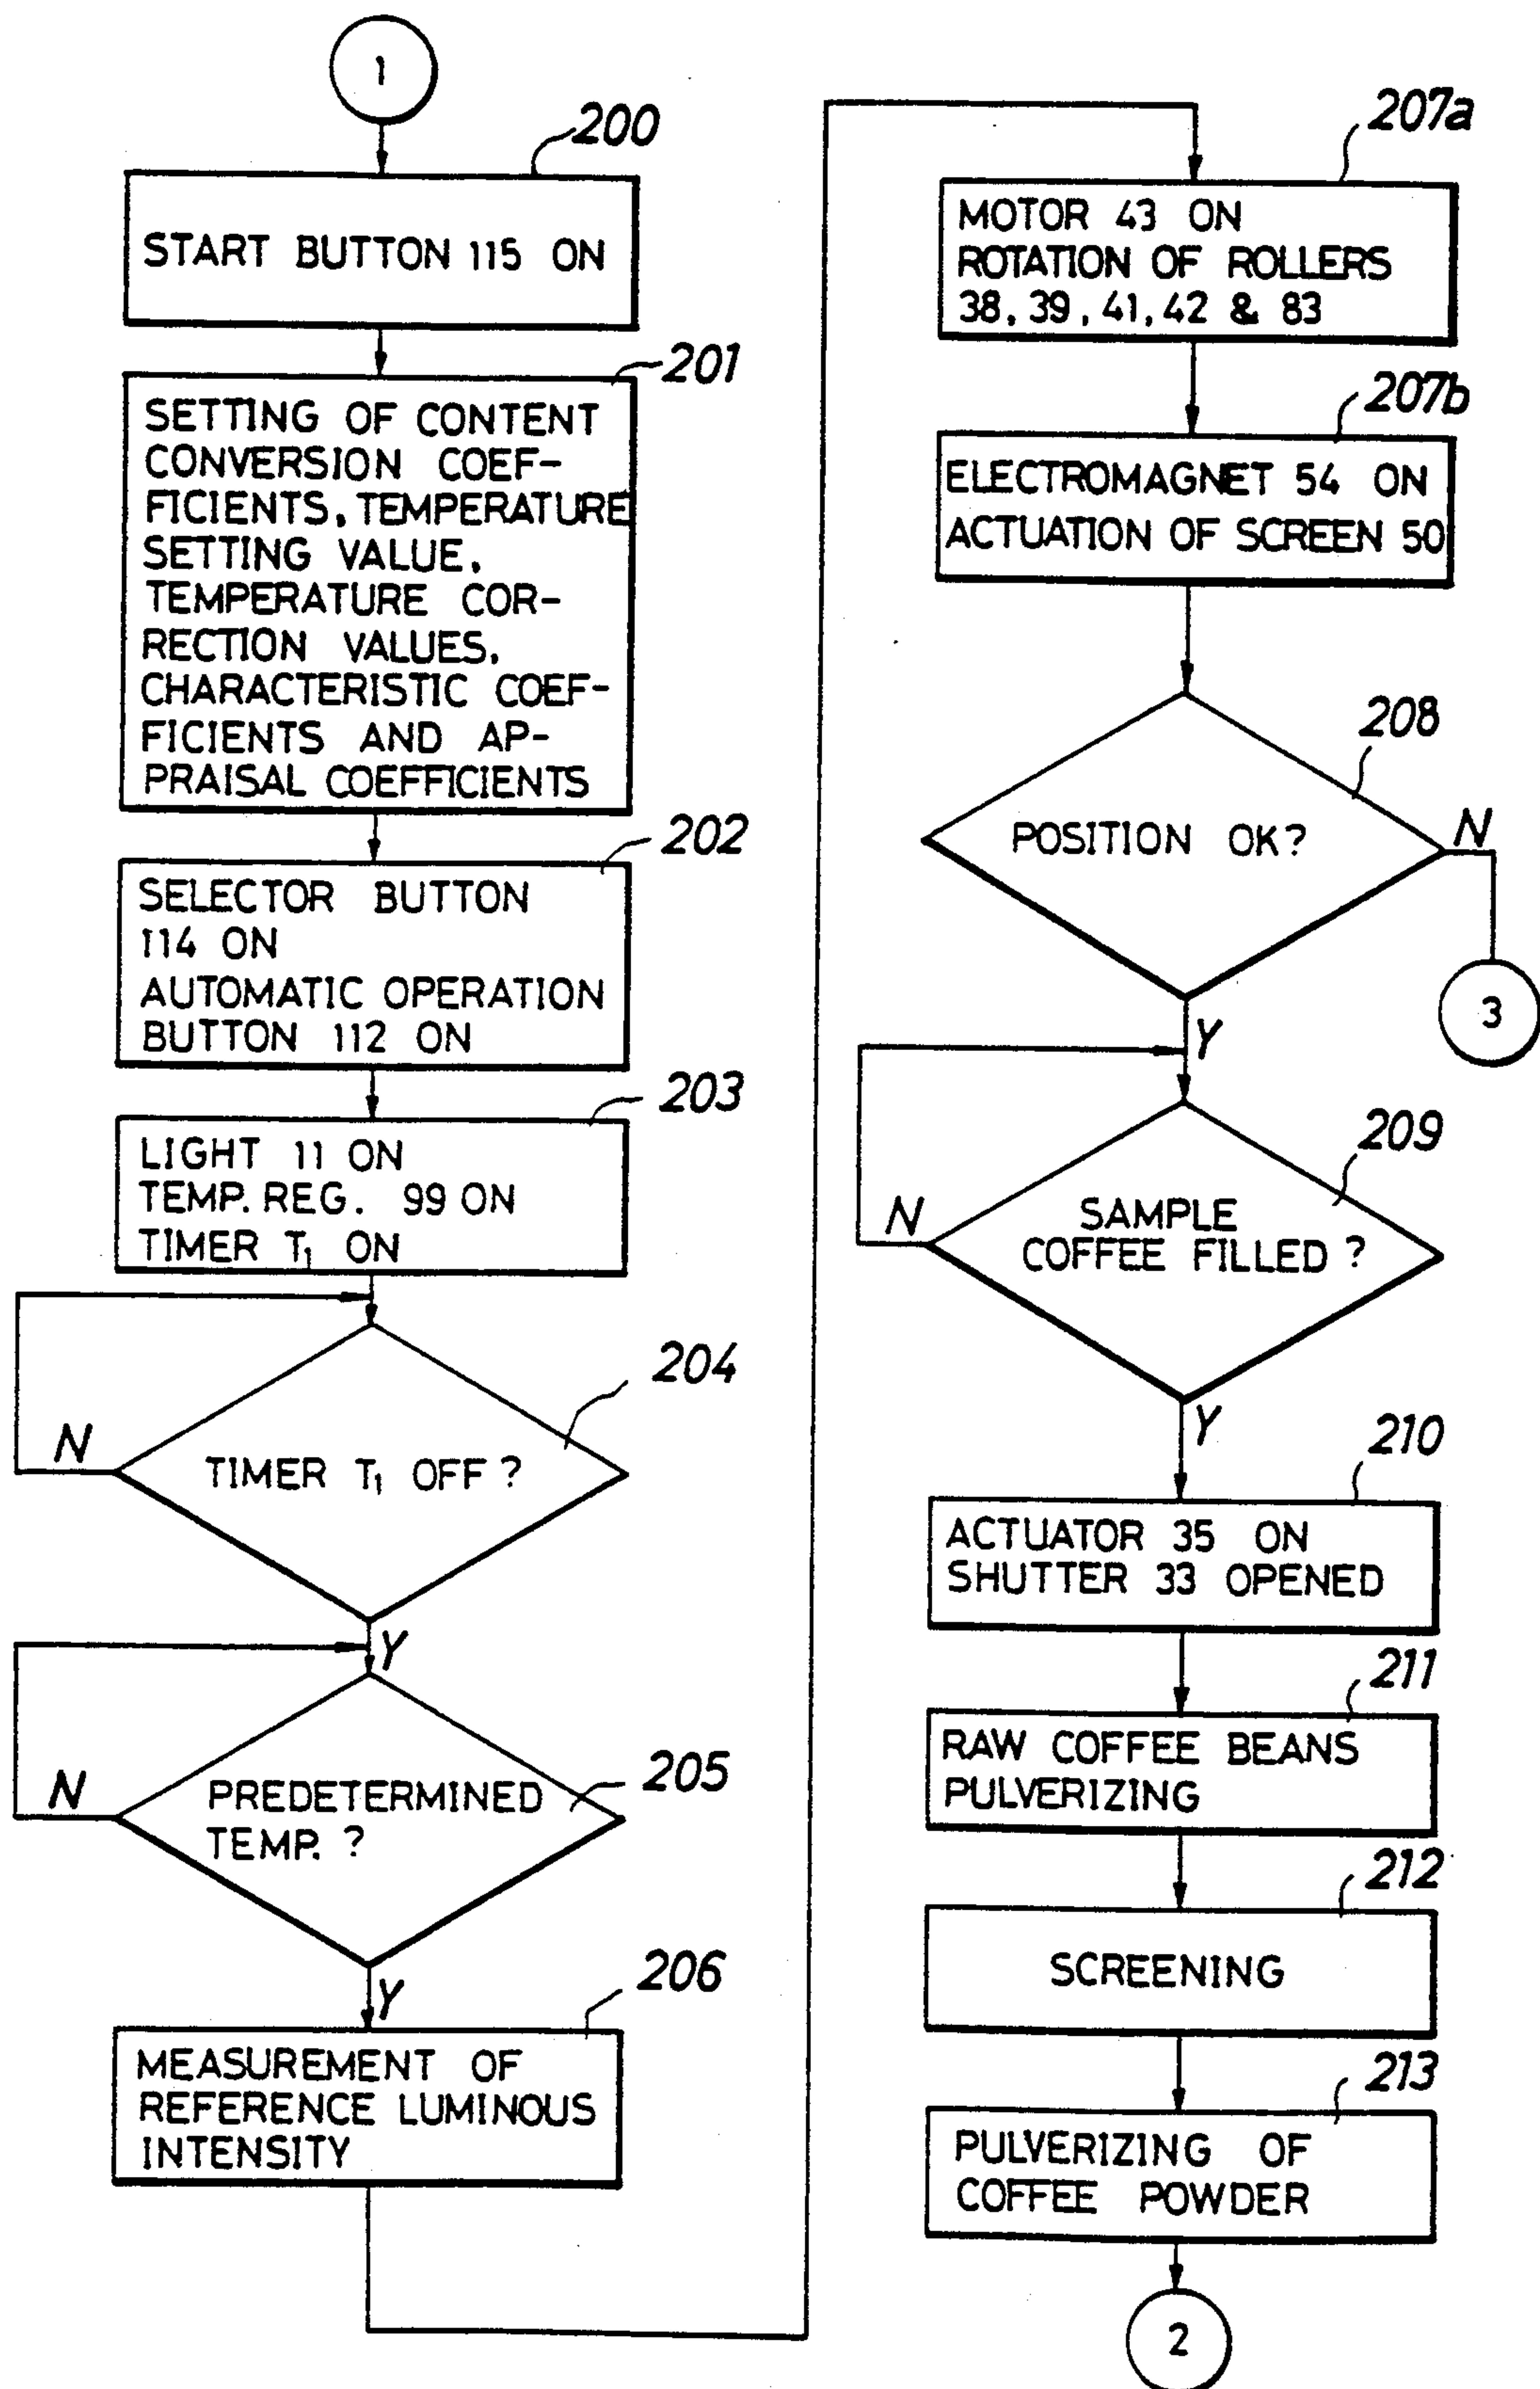 1
200
START BUTTON 115 ON
201
SETTING OF CONTENT
CONVERSION COEF-
FICIENTS, TEMPERATURE
SETTING VALUE,
TEMPERATURE COR-
RECTION VALUES,
CHARACTERISTIC COEF-
FICIENTS AND AP-
PRAISAL COEFFICIENTS
202
SELECTOR BUTTON
114 ON
AUTOMATIC OPERATION
BUTTON 112 ON
203
LIGHT 11 ON
TEMP. REG. 99 ON
TIMER T1 ON
204
N
TIMER T1 OFF ?
Y
205
N
PREDETERMINED
TEMP. ?
Y
206
MEASUREMENT OF
REFERENCE LUMINOUS
INTENSITY
207a
MOTOR 43 ON
ROTATION OF ROLLERS
38, 39, 41, 42 & 83
207b
ELECTROMAGNET 54 ON
ACTUATION OF SCREEN 50
208
POSITION OK?
N
3
Y
209
N
SAMPLE
COFFEE FILLED ?
Y
210
ACTUATOR 35 ON
SHUTTER 33 OPENED
211
RAW COFFEE BEANS
PULVERIZING
212
SCREENING
213
PULVERIZING OF
COFFEE POWDER
2